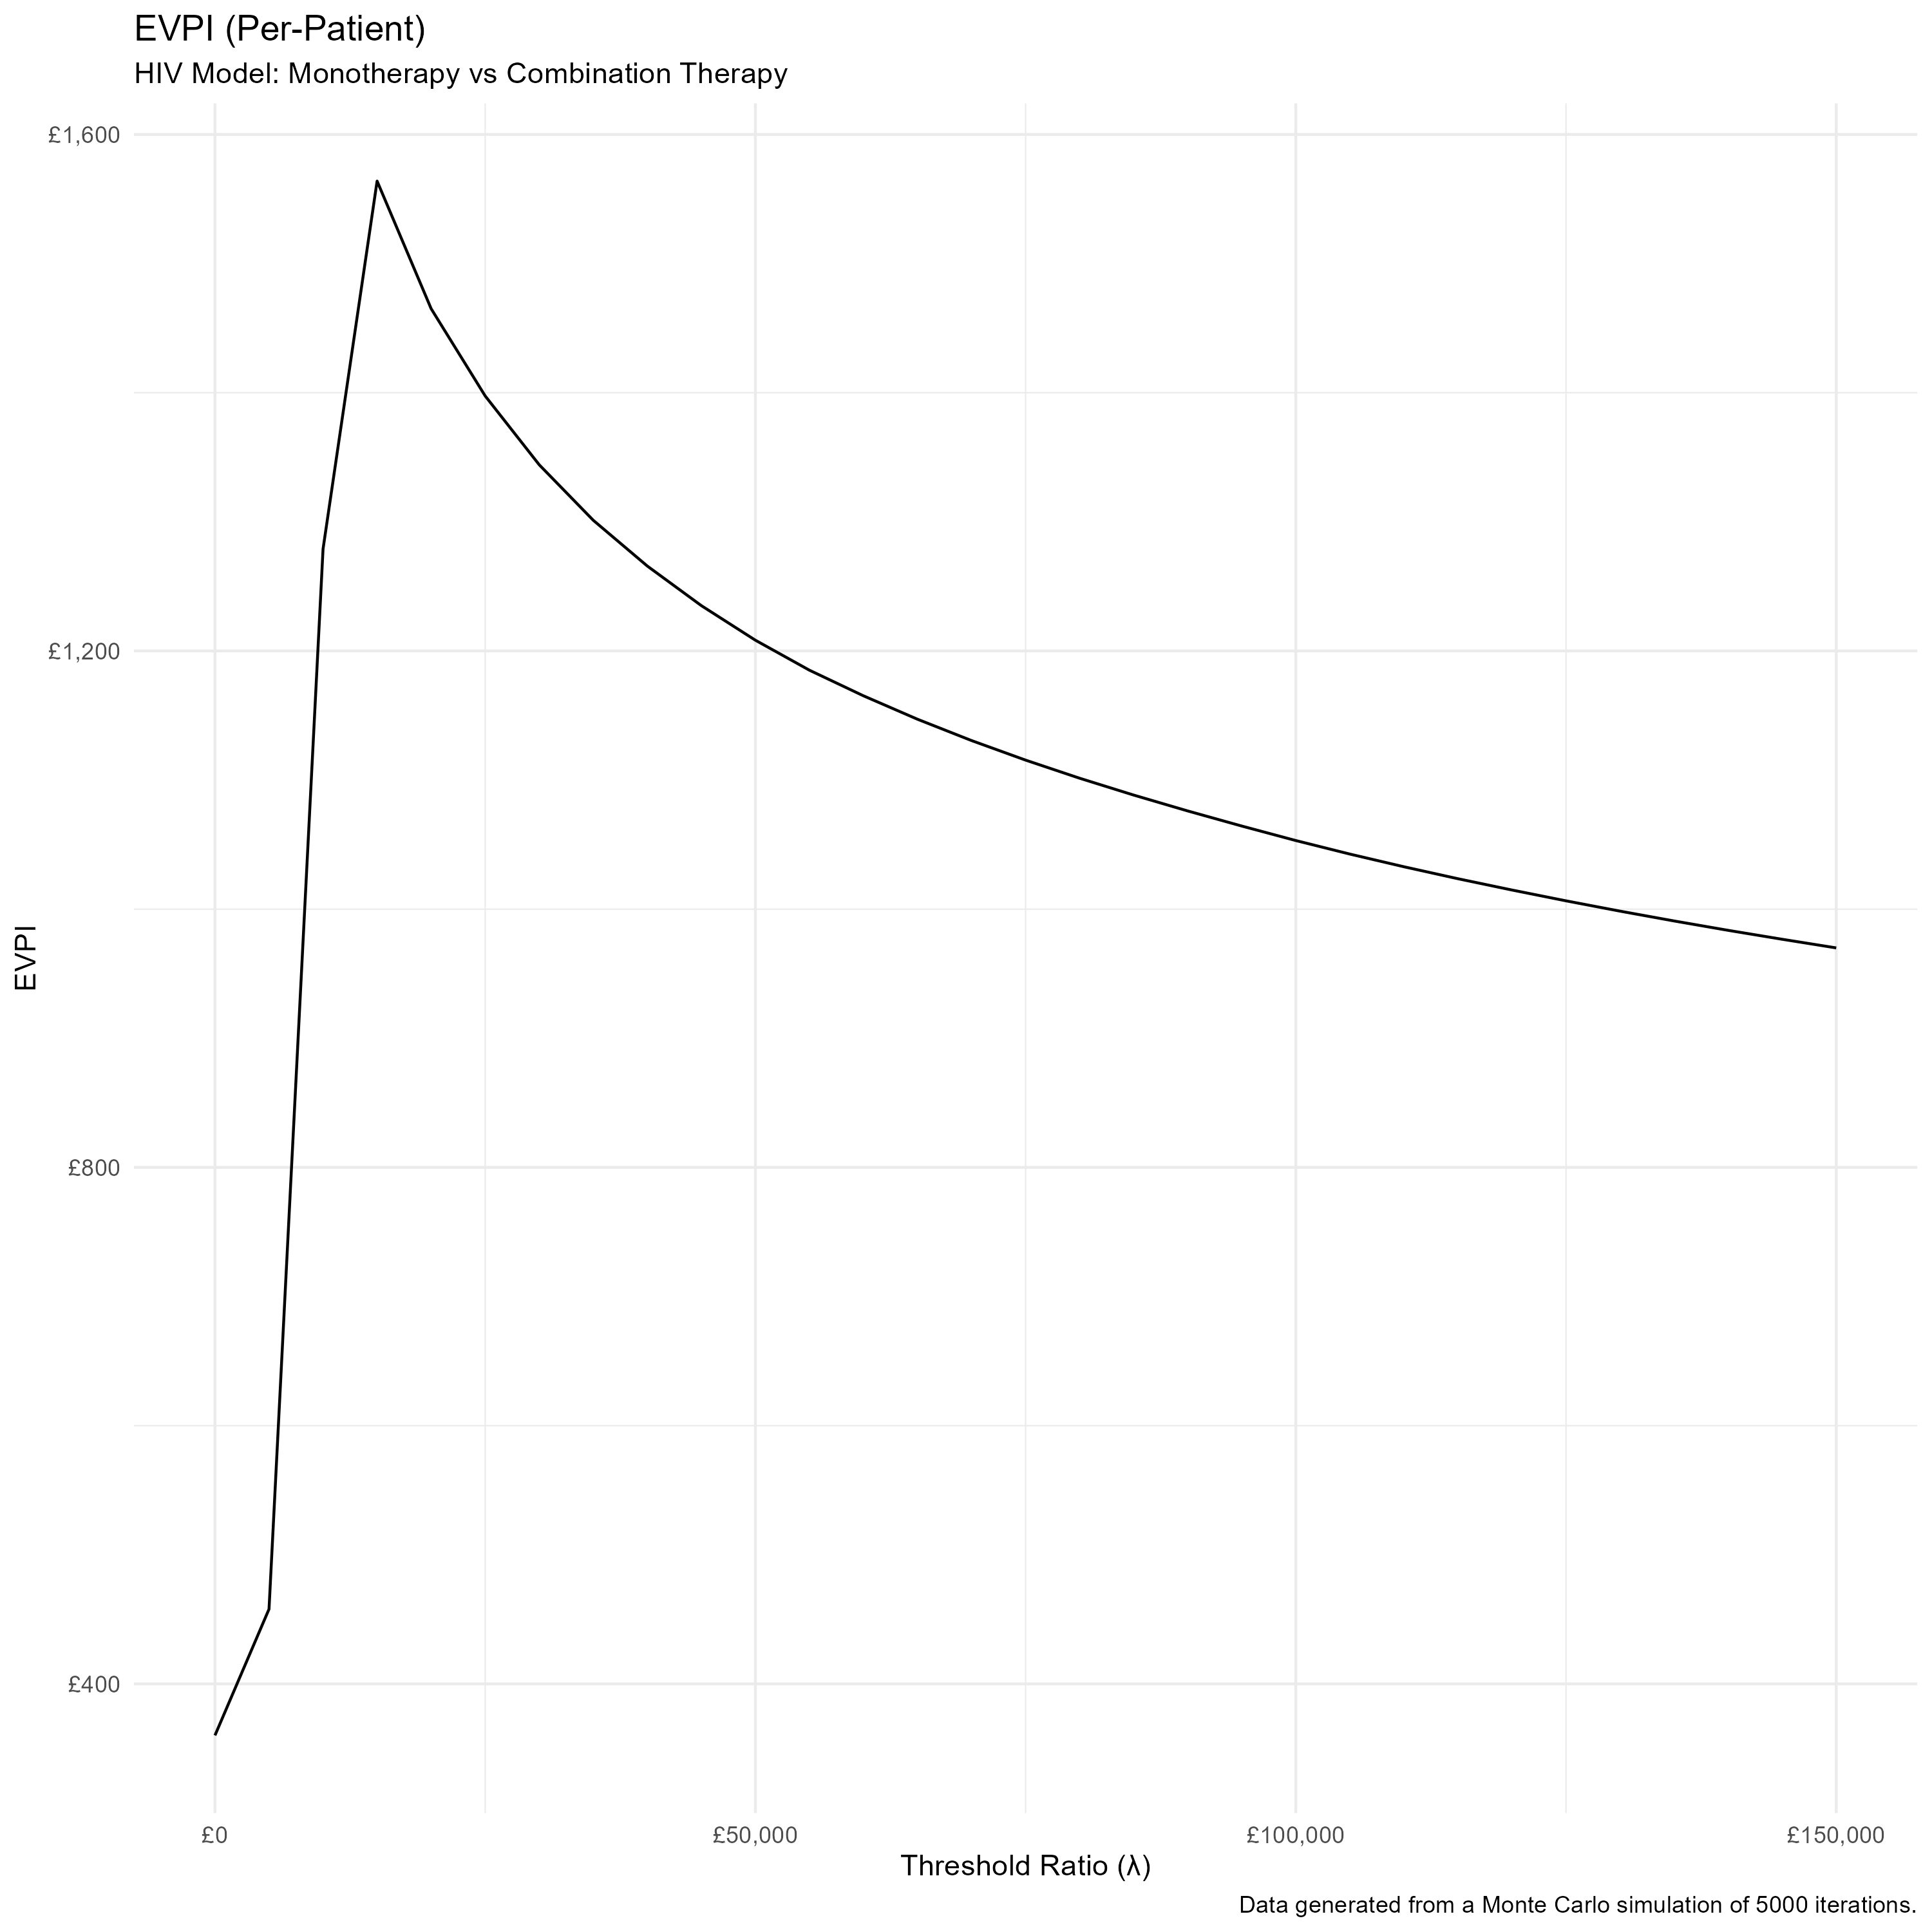 EVPI (Per-Patient)
HIV Model: Monotherapy vs Combination Therapy
£1,600
£1,200
£800
£400
EVPI
£0
£50,000
£100,000
£150,000
Threshold Ratio (λ)
Data generated from a Monte Carlo simulation of 5000 iterations.